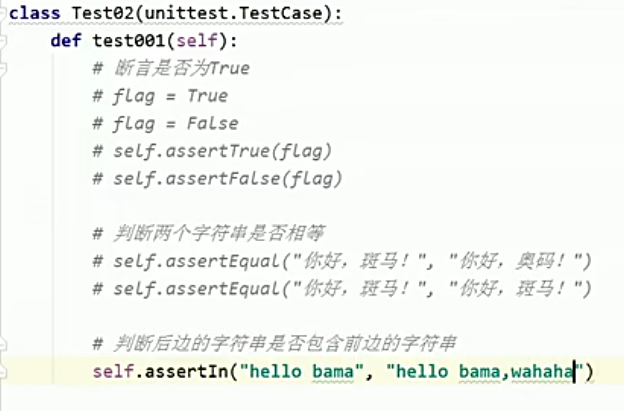 class Test02(unittest.TestCase):
    def test001(self):
        # 断言是否为True
        # flag = True
        # flag = False
        # self.assertTrue(flag)
        # self.assertFalse(flag)
        # 判断两个字符串是否相等
        # self.assertEqual("你好，斑马！", "你好，奥码！")
        # self.assertEqual("你好，斑马！", "你好，斑马！")
        # 判断后边的字符串是否包含前边的字符串
        self.assertIn("hello bama", "hello bama,wahaha")